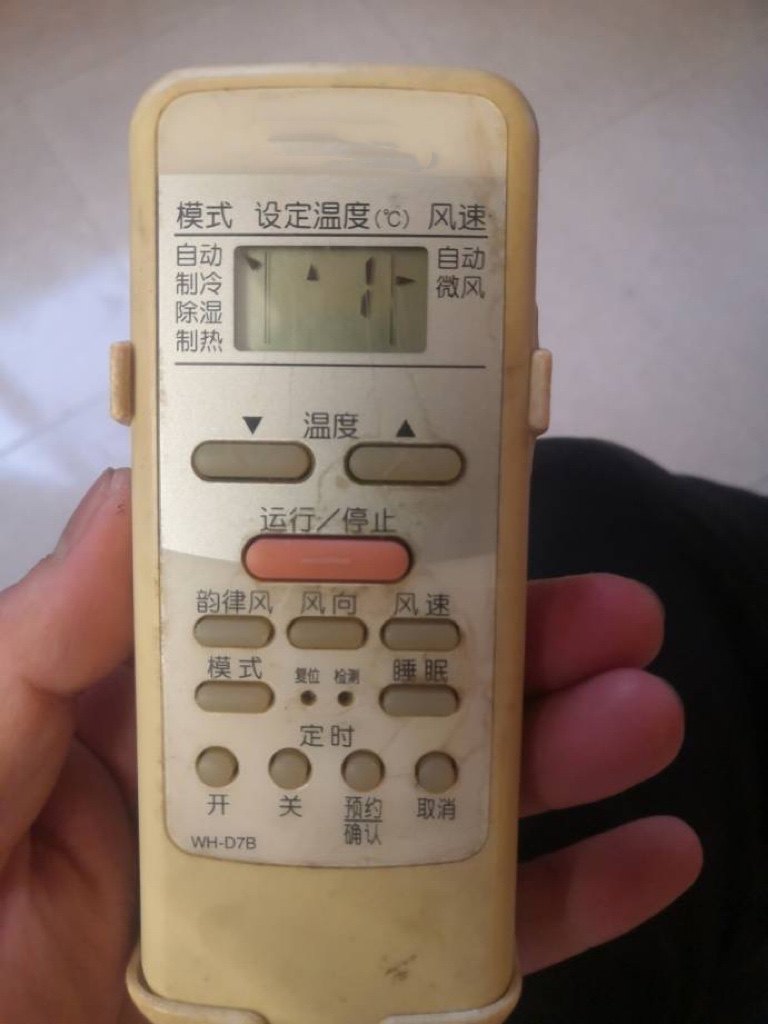 模式 设定温度(℃) 风速
自动 自动
制冷 微风
除湿
制热
1
▼ 温度 ▲
运行/停止
韵律风 风向 风速
模式 复位 检测 睡眠
定时
开 关 预约 取消
确认
WH-D7B